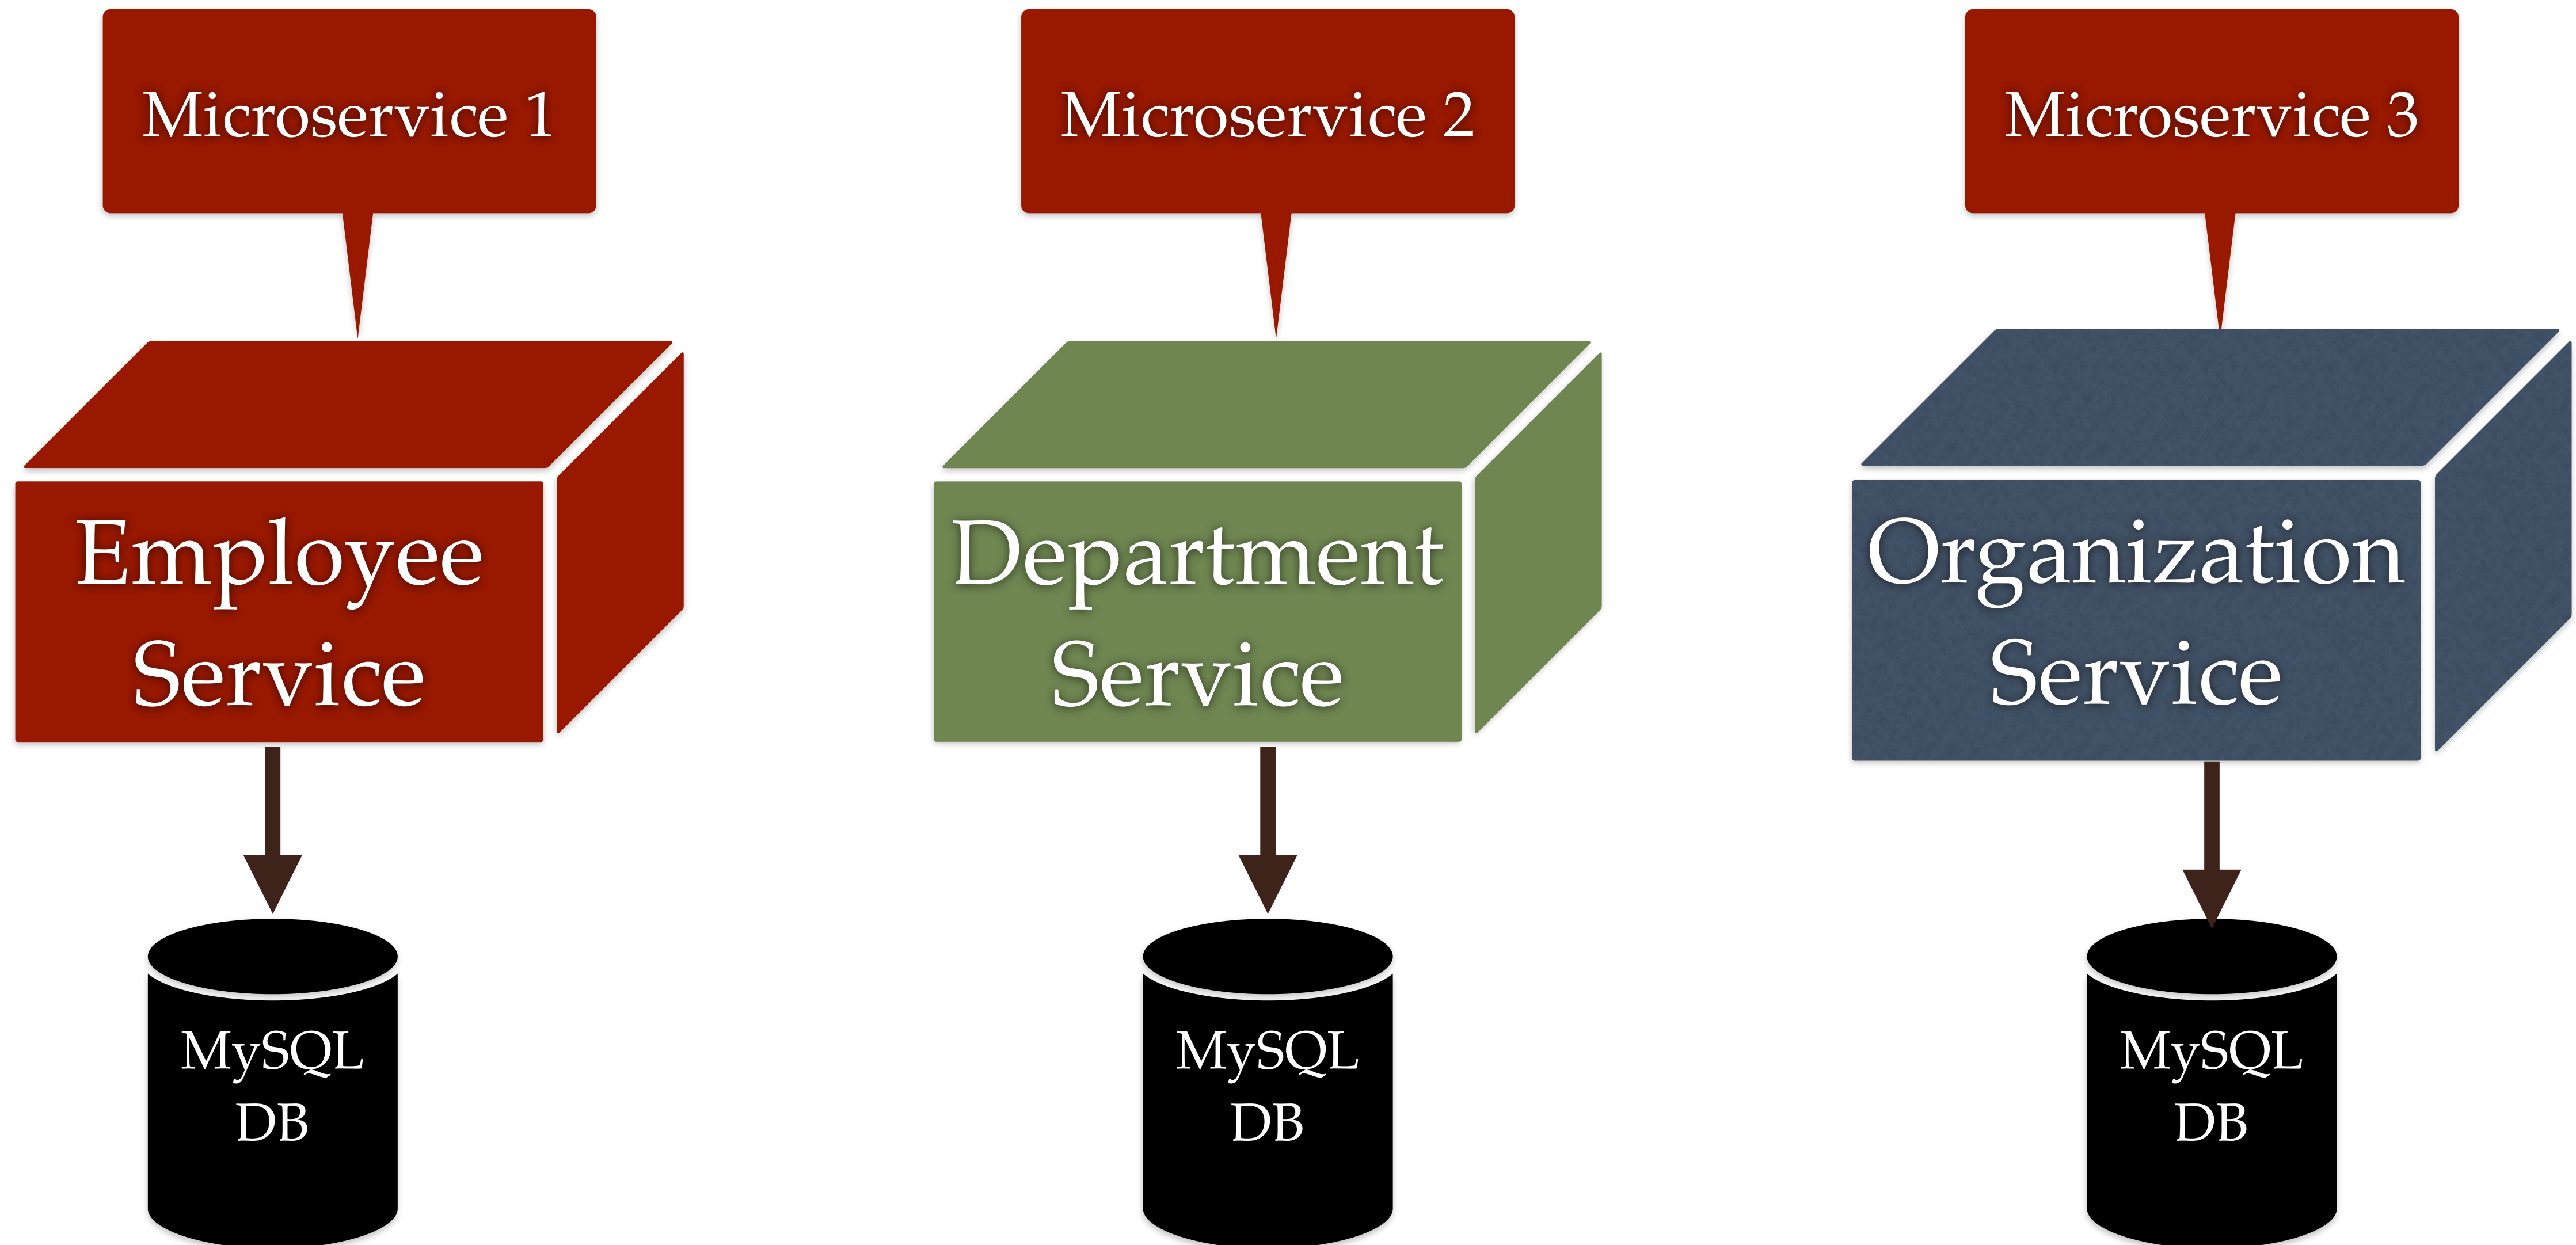 Microservice 1
Microservice 2
Microservice 3
Employee
Service
Department
Service
Organization
Service
MySQL
DB
MySQL
DB
MySQL
DB